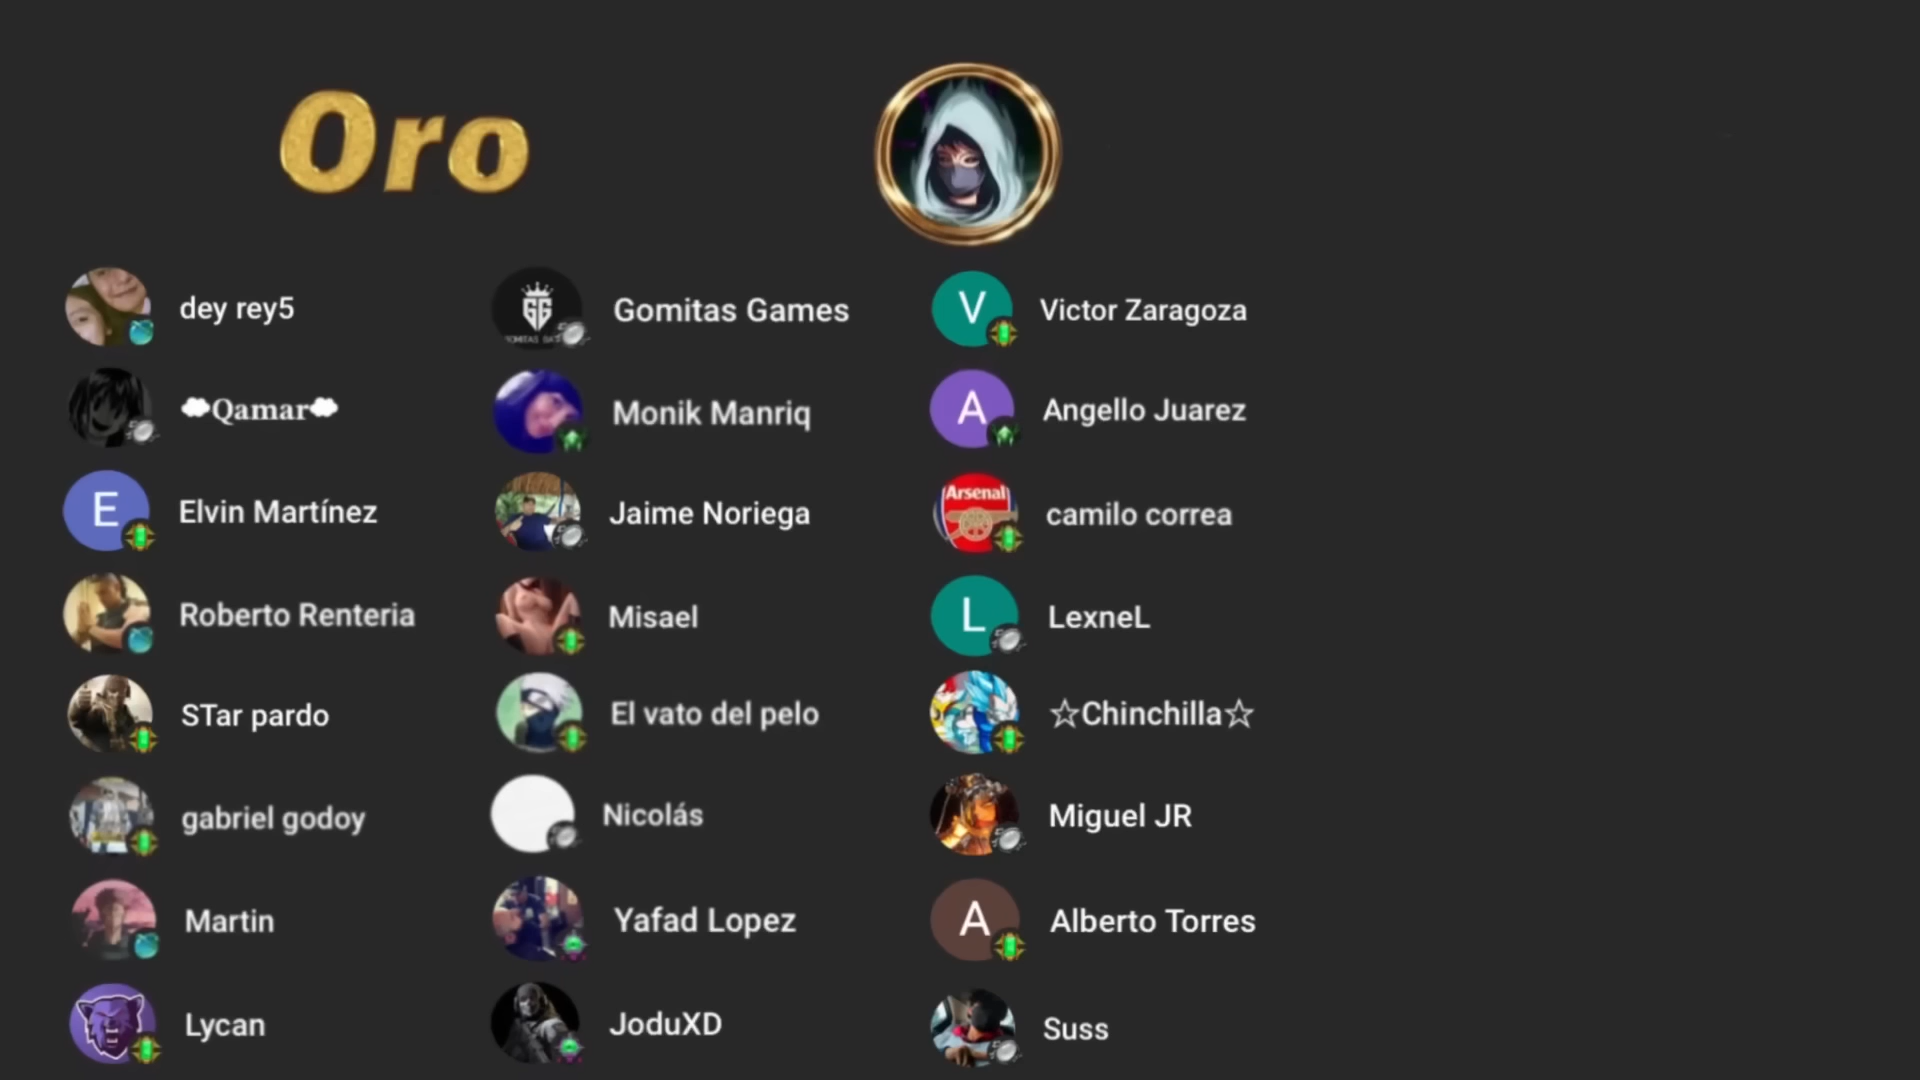 Oro
dey rey5
Gomitas Games
Victor Zaragoza
☁Qamar☁
Monik Manriq
Angello Juarez
Elvin Martínez
Jaime Noriega
Arsenal
camilo correa
Roberto Renteria
Misael
LexneL
STar pardo
El vato del pelo
☆Chinchilla☆
gabriel godoy
Nicolás
Miguel JR
Martin
Yafad Lopez
Alberto Torres
Lycan
JoduXD
Suss
V
A
E
L
A
GG